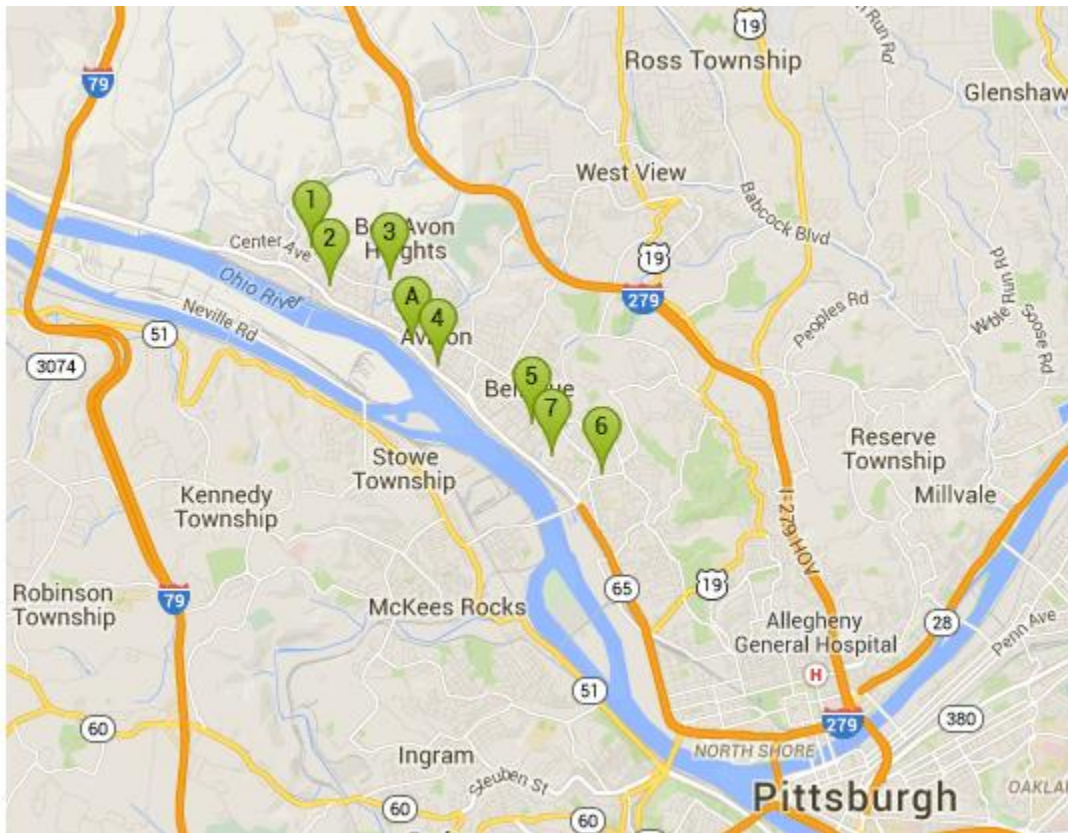 19
Ross Township
79
Glenshaw
West View
Babcock Blvd
1
2
3
Heights
Center Ave
19
Ohio River
279
A
4
Neville Rd
51
Peoples Rd
3074
5
7
6
Stowe
Township
Reserve
Township
Kennedy
Township
Millvale
I-279 HOV
Robinson
Township
79
McKees Rocks
65
19
Allegheny
General Hospital
H
28
Penn Ave
51
60
279
380
Ingram
NORTH SHORE
Steuben St
Pittsburgh
60
60